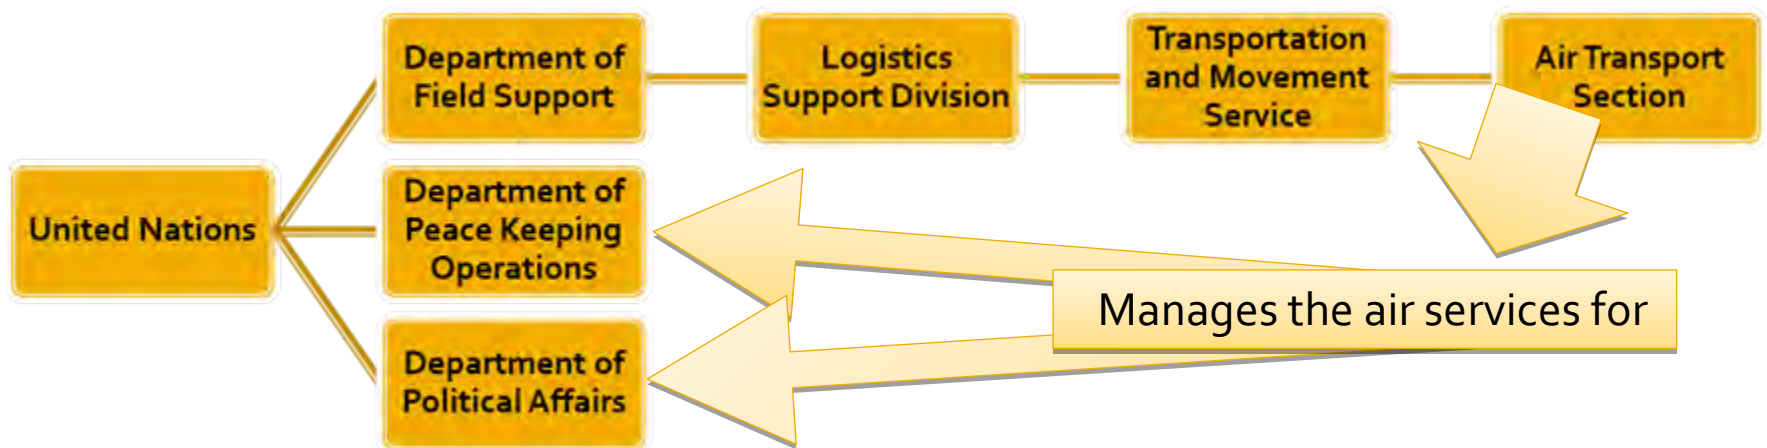 Department of
Field Support
Logistics
Support Division
Transportation
and Movement
Service
Air Transport
Section
United Nations
Department of
Peace Keeping
Operations
Manages the air services for
Department of
Political Affairs